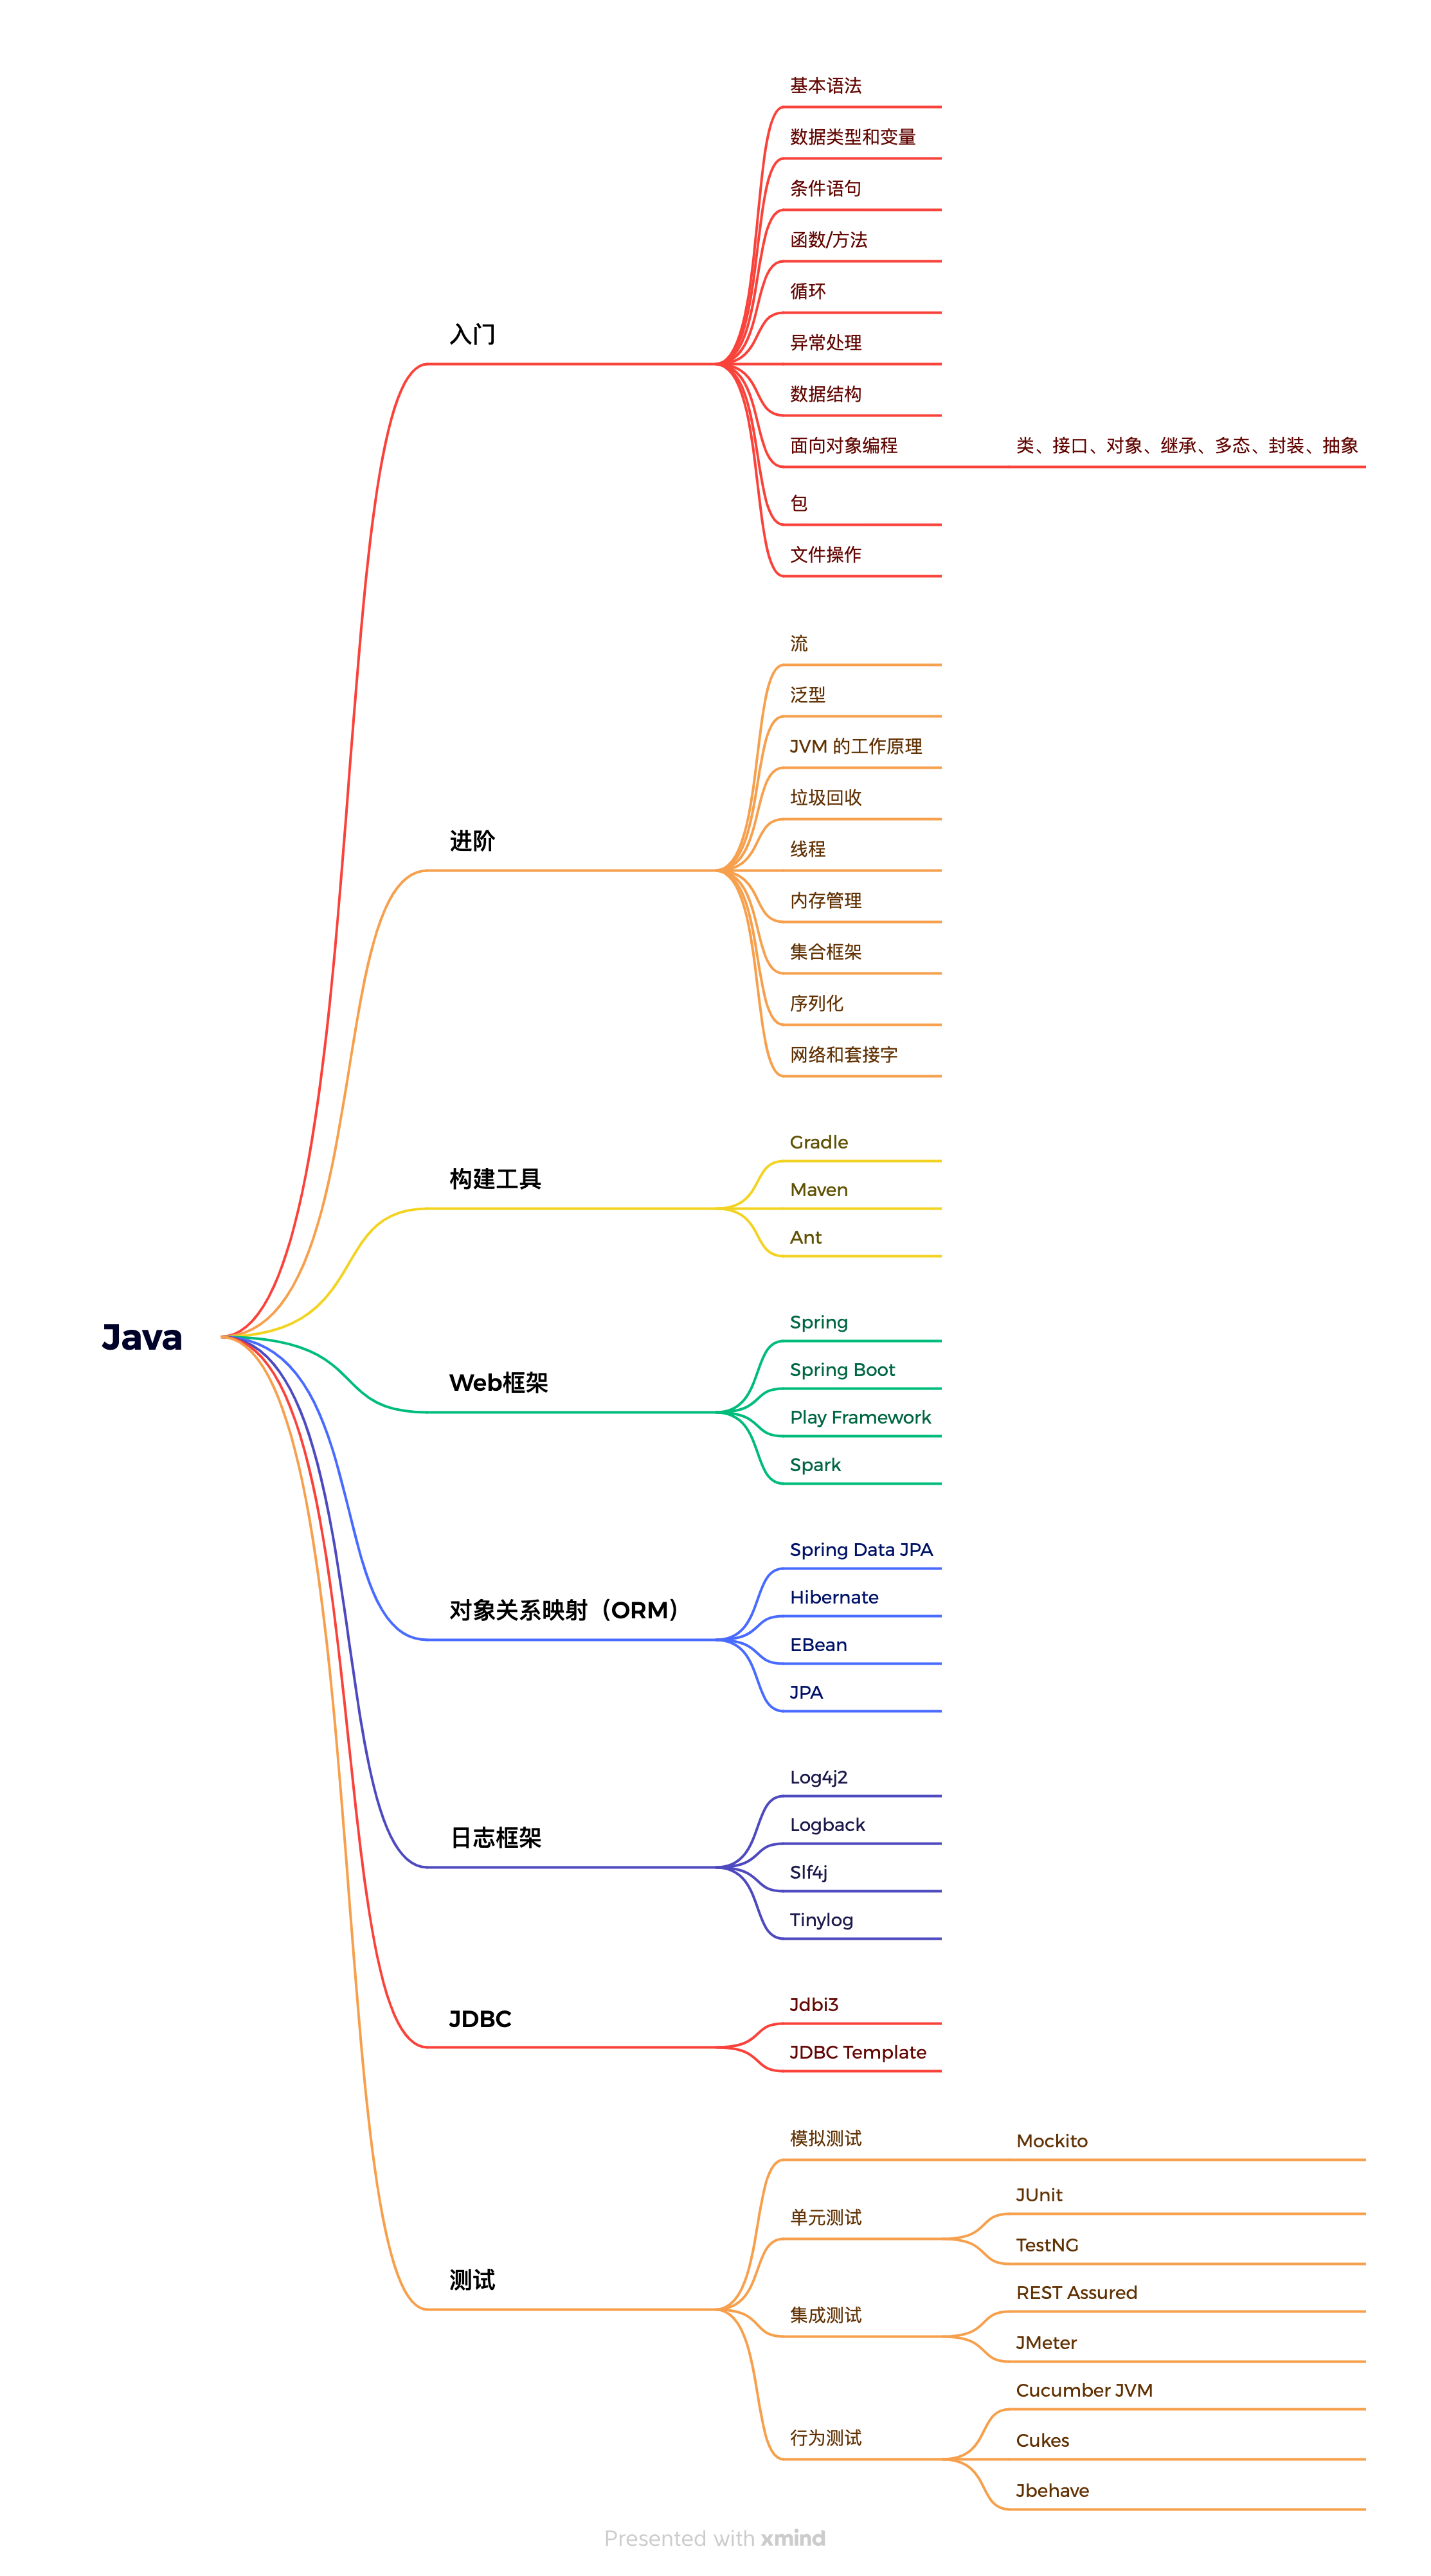 基本语法
数据类型和变量
条件语句
函数/方法
循环
入门
异常处理
数据结构
面向对象编程
类、接口、对象、继承、多态、封装、抽象
包
文件操作
流
泛型
JVM 的工作原理
垃圾回收
进阶
线程
内存管理
集合框架
序列化
网络和套接字
Gradle
构建工具
Maven
Ant
Java
Spring
Spring Boot
Web框架
Play Framework
Spark
Spring Data JPA
Hibernate
对象关系映射（ORM）
EBean
JPA
Log4j2
Logback
日志框架
Slf4j
Tinylog
Jdbi3
JDBC
JDBC Template
模拟测试
Mockito
单元测试
JUnit
TestNG
测试
集成测试
REST Assured
JMeter
行为测试
Cucumber JVM
Cukes
Jbehave
Presented with xmind